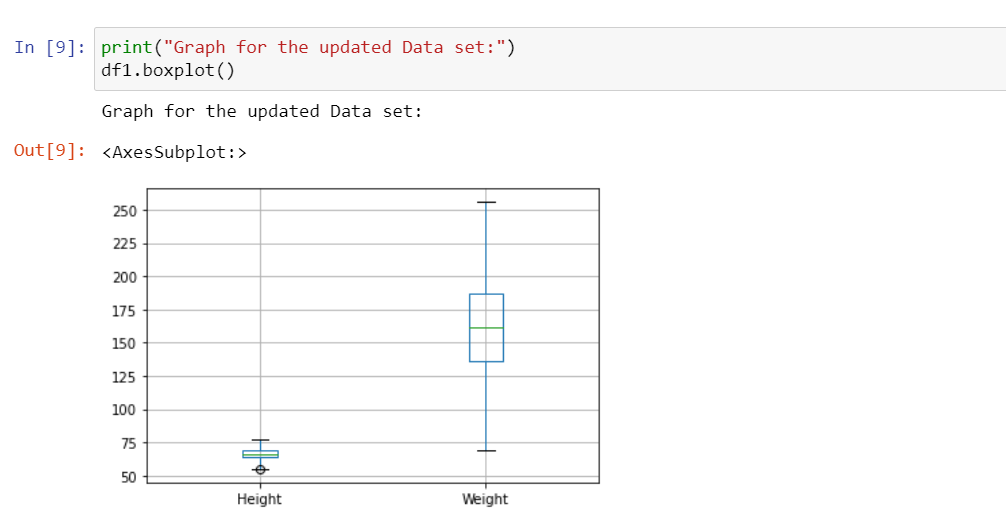 In [9]: print("Graph for the updated Data set:")
df1.boxplot()
Graph for the updated Data set:
Out[9]: <AxesSubplot:>
250
225
200
175
150
125
100
75
50
Height Weight